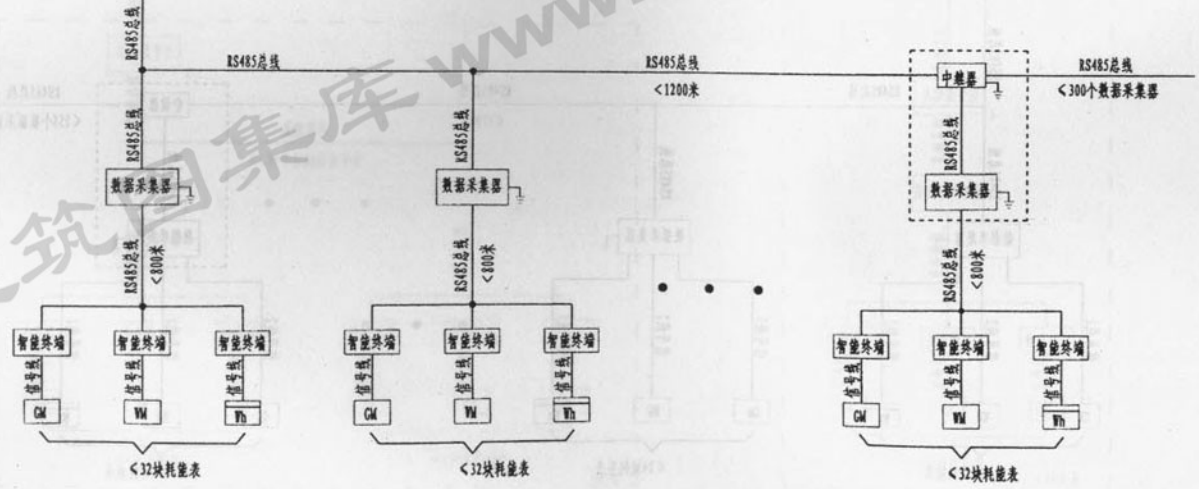 RS485总线
RS485总线
RS485总线
<1200米
中继器
RS485总线
<300个数据采集器
RS485总线
RS485总线
RS485总线
数据采集器
数据采集器
数据采集器
RS485总线
<800米
RS485总线
<800米
RS485总线
<800米
智能终端
智能终端
智能终端
智能终端
智能终端
智能终端
智能终端
智能终端
智能终端
信号线
信号线
信号线
信号线
信号线
信号线
信号线
信号线
信号线
GM
WM
Wh
GM
WM
Wh
GM
WM
Wh
<32块耗能表
<32块耗能表
<32块耗能表
筑图集库 www